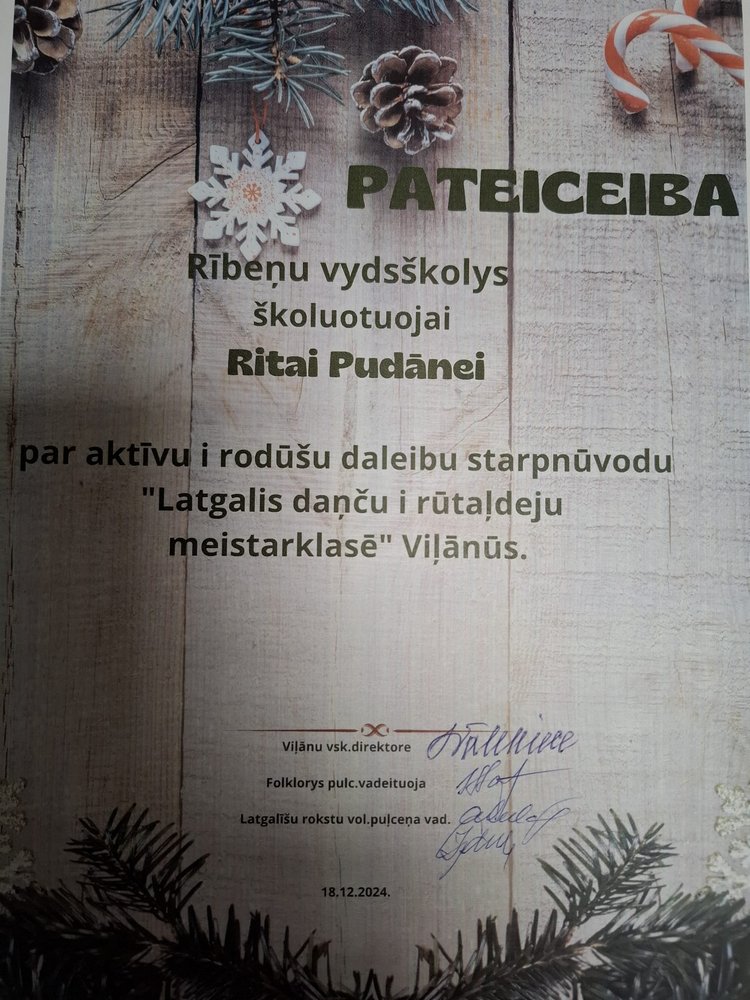 PATEICEIBA
Rībeņu vydsškolys
školuotuojai
Ritai Pudānei
par aktīvu i rodūšu daleibu starpnūvodu
"Latgalis daņču i rūtaļdeju
meistarklasē" Viļānūs.
Viļānu vsk.direktore
Folklorys pulc.vadeituoja
Latgalīšu rokstu vol.puļceņa vad.
18.12.2024.